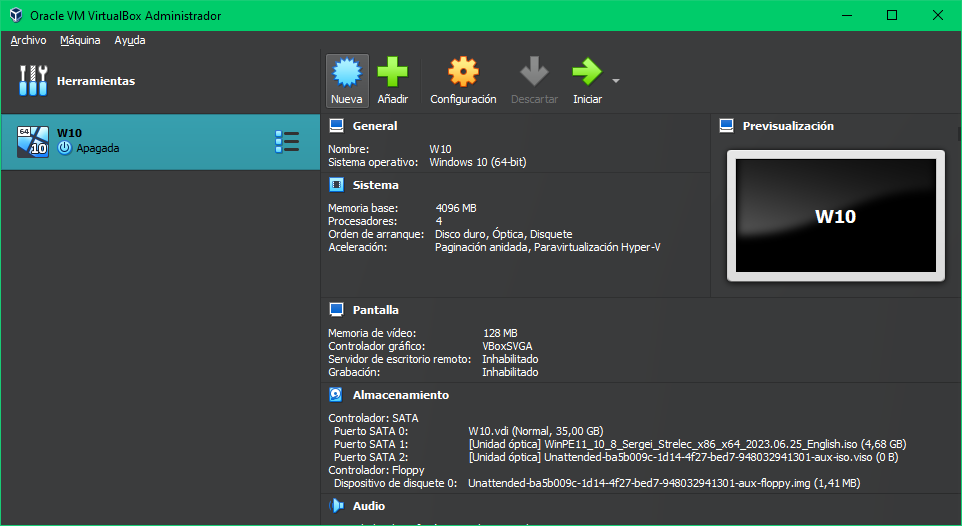 Oracle VM VirtualBox Administrador
Archivo Máquina Ayuda
Herramientas
Nueva Añadir Configuración Descartar Iniciar
64
10
W10
Apagada
General
Nombre: W10
Sistema operativo: Windows 10 (64-bit)
Sistema
Memoria base: 4096 MB
Procesadores: 4
Orden de arranque: Disco duro, Óptica, Disquete
Aceleración: Paginación anidada, Paravirtualización Hyper-V
Previsualización
W10
Pantalla
Memoria de vídeo: 128 MB
Controlador gráfico: VBoxSVGA
Servidor de escritorio remoto: Inhabilitado
Grabación: Inhabilitado
Almacenamiento
Controlador: SATA
Puerto SATA 0: W10.vdi (Normal, 35,00 GB)
Puerto SATA 1: [Unidad óptica] WinPE11_10_8_Sergei_Strelec_x86_x64_2023.06.25_English.iso (4,68 GB)
Puerto SATA 2: [Unidad óptica] Unattended-ba5b009c-1d14-4f27-bed7-948032941301-aux-iso.viso (0 B)
Controlador: Floppy
Dispositivo de disquete 0: Unattended-ba5b009c-1d14-4f27-bed7-948032941301-aux-floppy.img (1,41 MB)
Audio